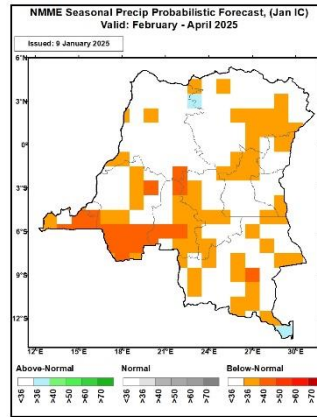 NMME Seasonal Precip Probabilistic Forecast, (Jan IC)
Valid: February - April 2025
Issued: 9 January 2025
6°N
3°N
0°
3°S
6°S
9°S
12°S
12°E 15°E 18°E 21°E 24°E 27°E 30°E
Above-Normal Normal Below-Normal
<36 >36 >40 >50 >60 >70 <36 >36 >40 >50 >60 >70 <36 >36 >40 >50 >60 >70